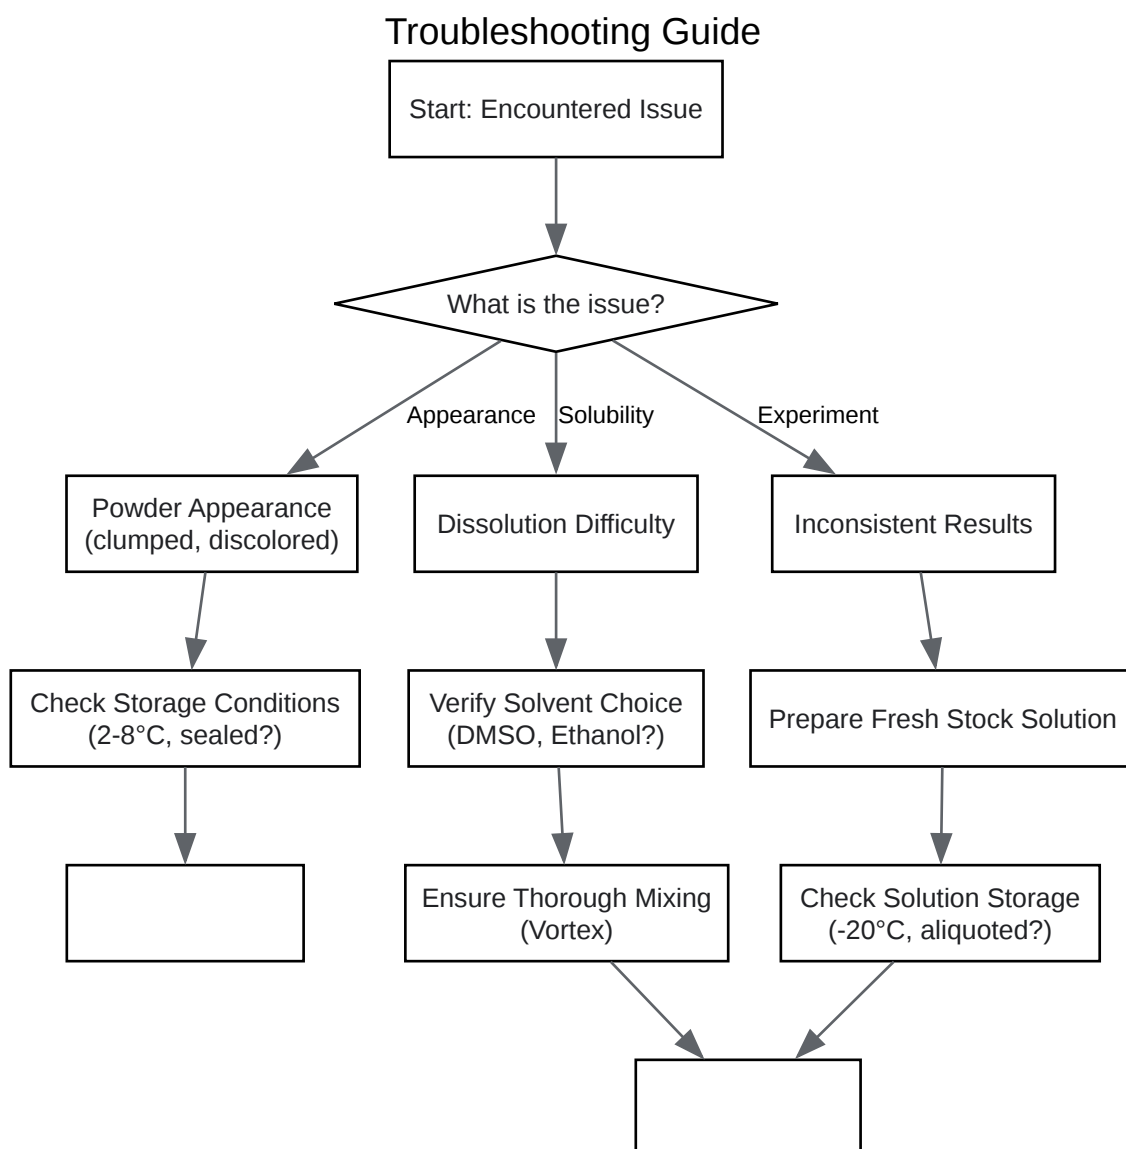 Troubleshooting Guide
Start: Encountered Issue
What is the issue?
Appearance
Solubility
Experiment
Powder Appearance
(clumped, discolored)
Dissolution Difficulty
Inconsistent Results
Check Storage Conditions
(2-8°C, sealed?)
Verify Solvent Choice
(DMSO, Ethanol?)
Prepare Fresh Stock Solution
Ensure Thorough Mixing
(Vortex)
Check Solution Storage
(-20°C, aliquoted?)